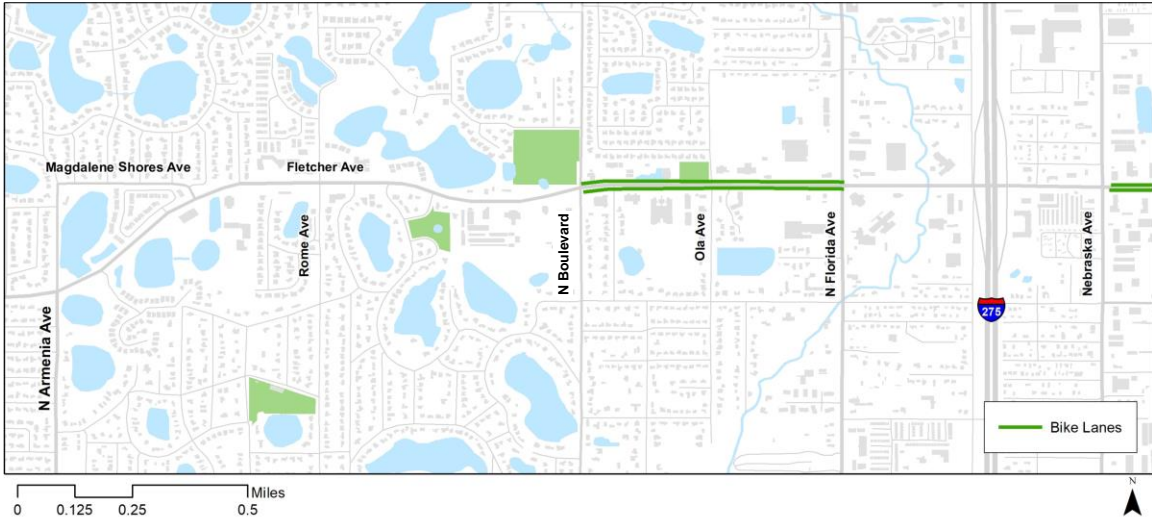 Magdalene Shores Ave
Fletcher Ave
N Armenia Ave
Rome Ave
N Boulevard
Ola Ave
N Florida Ave
275
Nebraska Ave
Bike Lanes
Miles
0 0.125 0.25 0.5
N